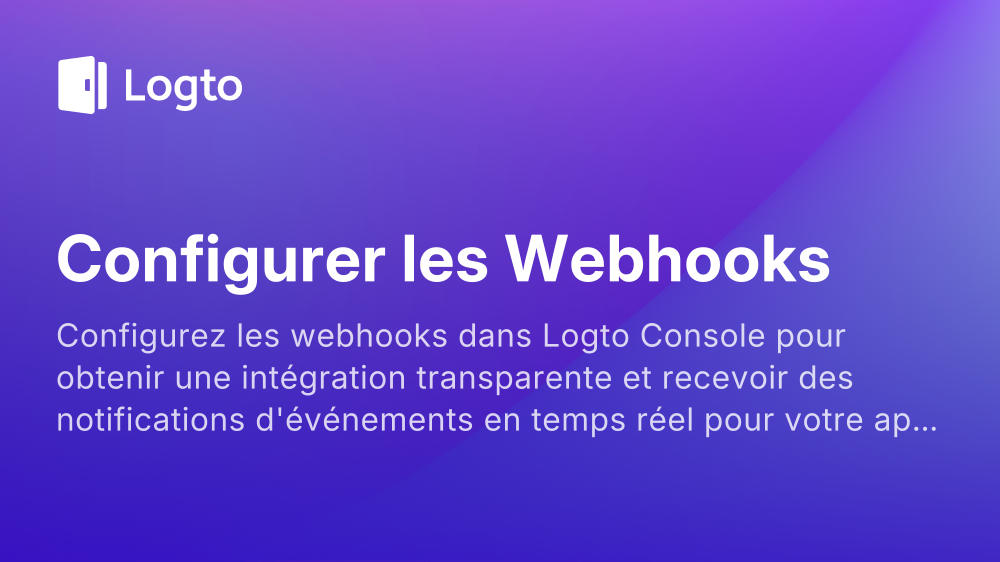 Logto
Configurer les Webhooks
Configurez les webhooks dans Logto Console pour
obtenir une intégration transparente et recevoir des
notifications d'événements en temps réel pour votre ap...